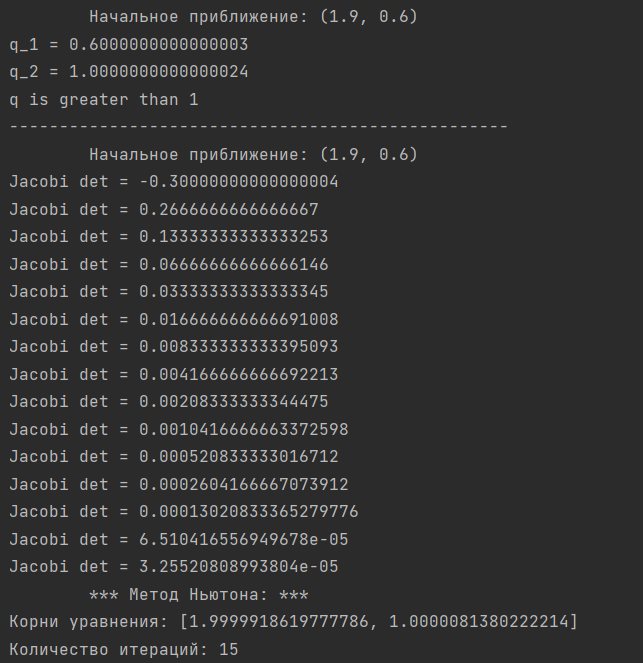 Начальное приближение: (1.9, 0.6)
q_1 = 0.6000000000000003
q_2 = 1.0000000000000024
q is greater than 1
--------------------------------------------------
Начальное приближение: (1.9, 0.6)
Jacobi det = -0.30000000000000004
Jacobi det = 0.2666666666666667
Jacobi det = 0.13333333333333253
Jacobi det = 0.06666666666666146
Jacobi det = 0.03333333333333345
Jacobi det = 0.016666666666691008
Jacobi det = 0.008333333333395093
Jacobi det = 0.004166666666692213
Jacobi det = 0.00208333333344475
Jacobi det = 0.0010416666663372598
Jacobi det = 0.000520833333016712
Jacobi det = 0.0002604166667073912
Jacobi det = 0.00013020833365279776
Jacobi det = 6.510416556949678e-05
Jacobi det = 3.25520808993804e-05
*** Метод Ньютона: ***
Корни уравнения: [1.9999918619777786, 1.0000081380222214]
Количество итераций: 15